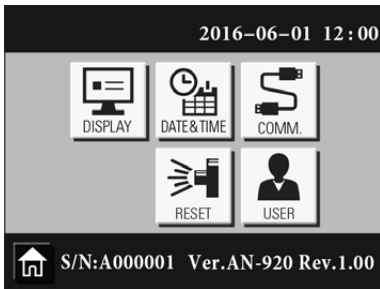 2016-06-01 12:00
DISPLAY
DATE&TIME
COMM.
RESET
USER
S/N:A000001 Ver.AN-920 Rev.1.00